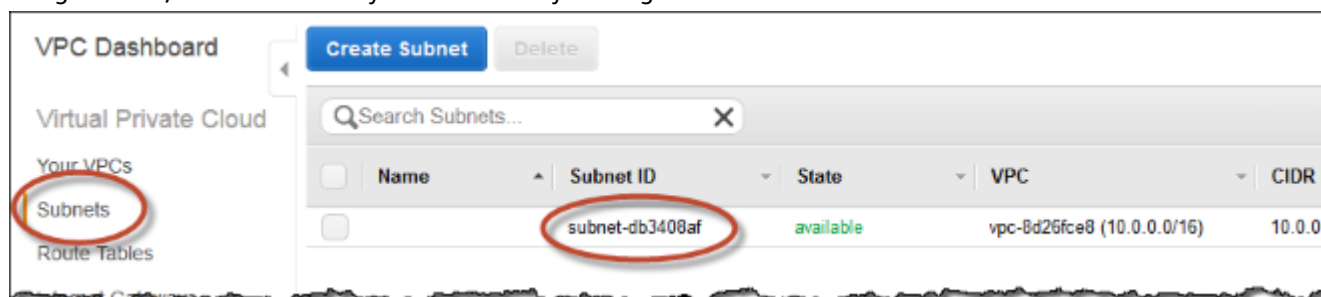 VPC Dashboard
Create Subnet
Delete
Virtual Private Cloud
Search Subnets...
Your VPCs
Name
Subnet ID
State
VPC
CIDR
Subnets
subnet-db3408af
available
vpc-8d26fce8 (10.0.0.0/16)
10.0.0
Route Tables